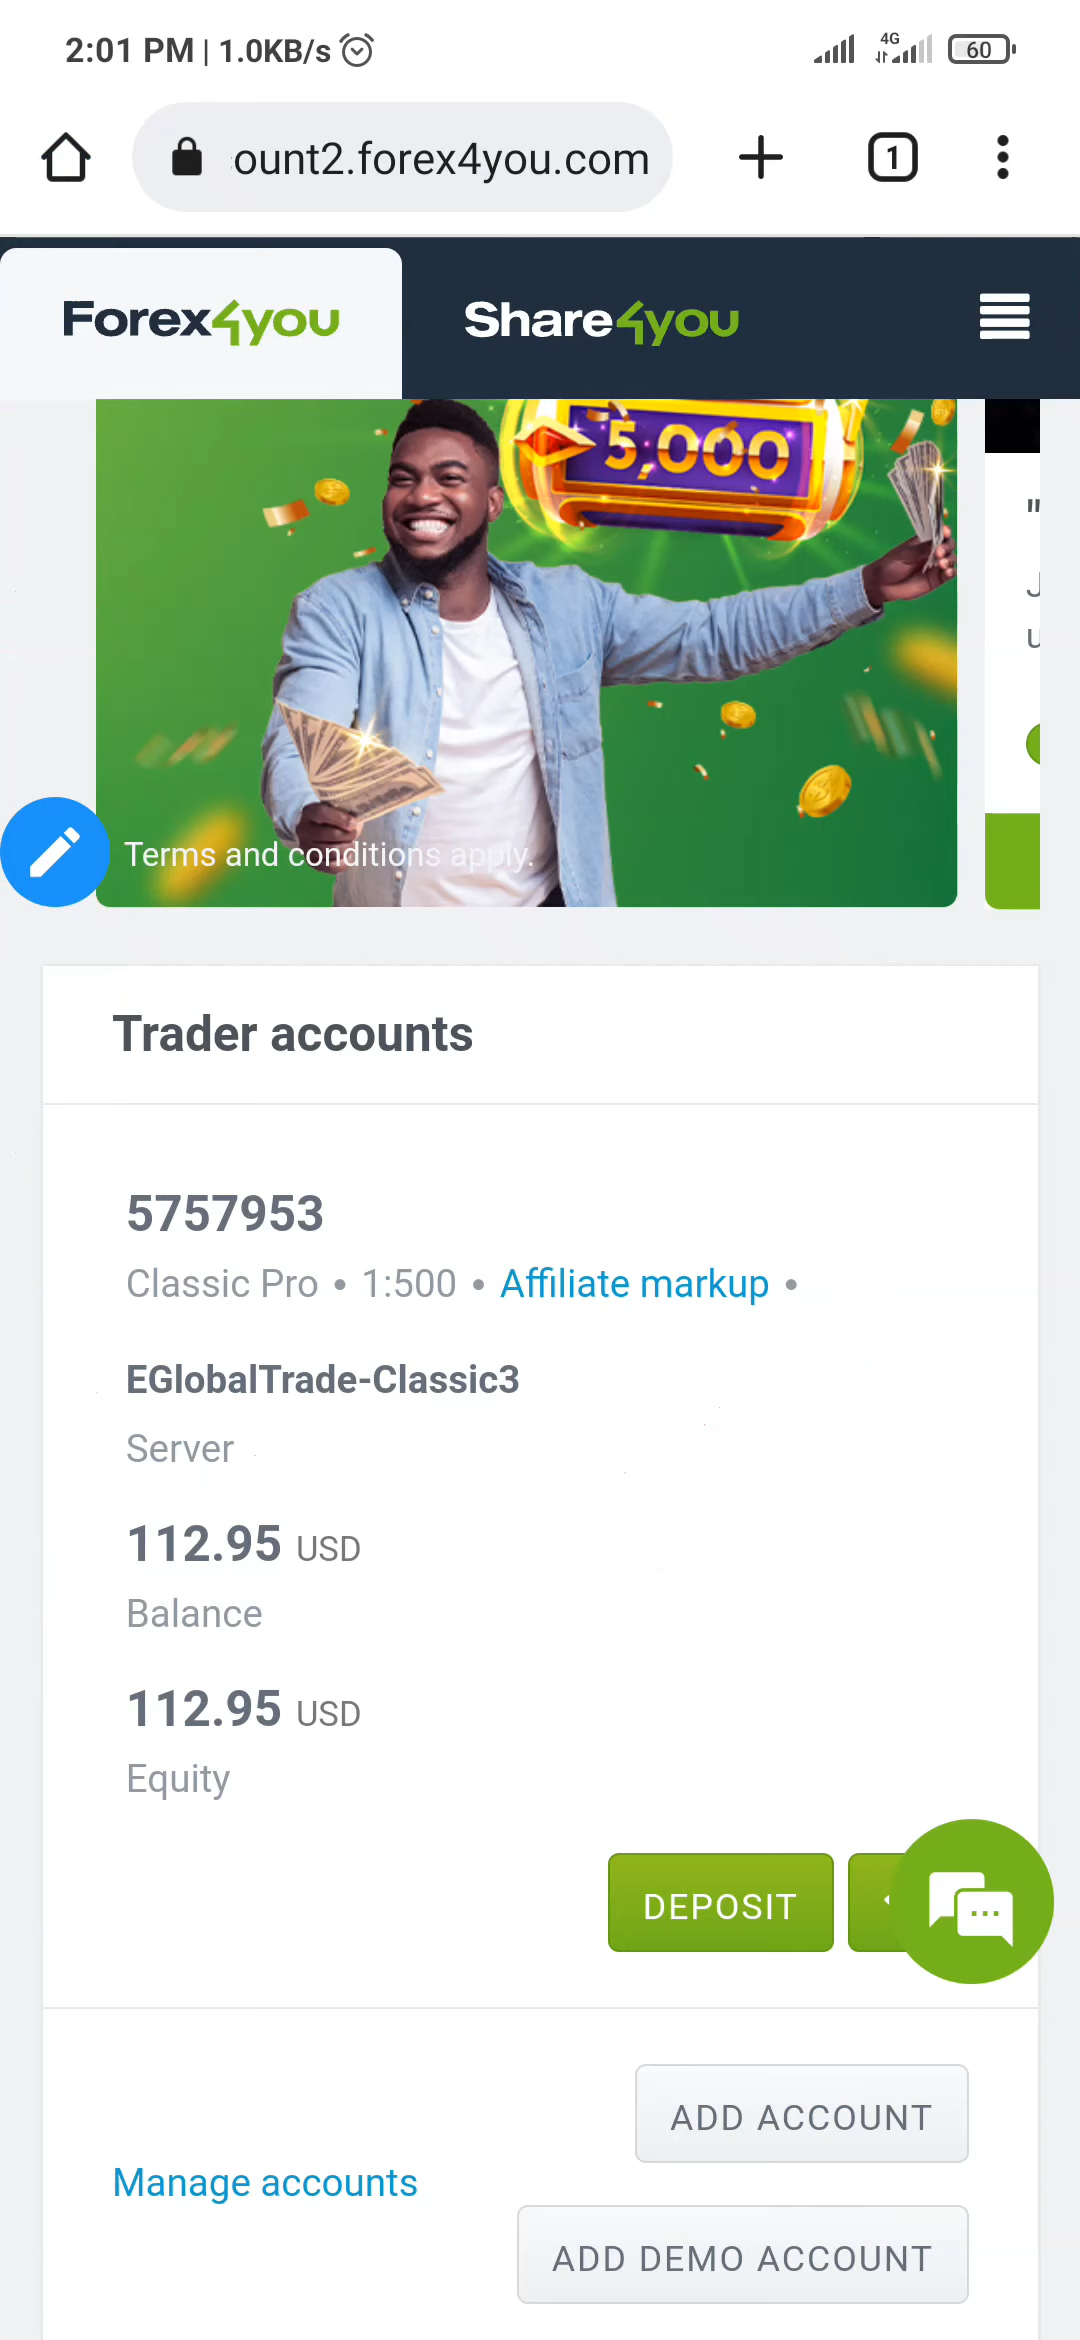 2:01 PM | 1.0KB/s
4G
60
ount2.forex4you.com
1
Forex4you
Share4you
5,000
"
J
u
Terms and conditions apply.
Trader accounts
5757953
Classic Pro • 1:500 • Affiliate markup •
EGlobalTrade-Classic3
Server
112.95 USD
Balance
112.95 USD
Equity
DEPOSIT
ADD ACCOUNT
Manage accounts
ADD DEMO ACCOUNT